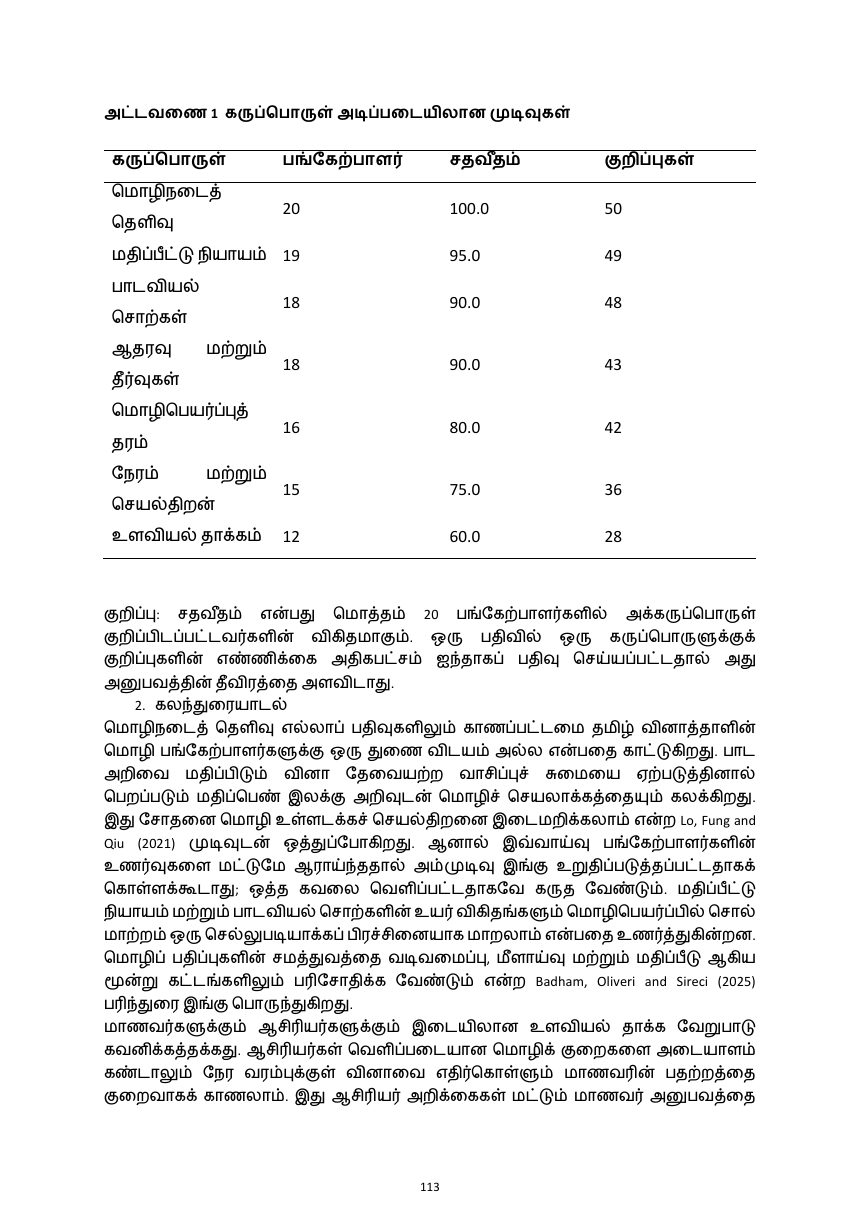 அட்டவணை 1 கருப்பொருள் அடிப்படையிலான முடிவுகள்
கருப்பொருள் பங்கேற்பாளர் சதவீதம் குறிப்புகள்
மொழிநடைத்
தெளிவு 20 100.0 50
மதிப்பீட்டு நியாயம் 19 95.0 49
பாடவியல்
சொற்கள் 18 90.0 48
ஆதரவு மற்றும்
தீர்வுகள் 18 90.0 43
மொழிபெயர்ப்புத்
தரம் 16 80.0 42
நேரம் மற்றும்
செயல்திறன் 15 75.0 36
உளவியல் தாக்கம் 12 60.0 28
குறிப்பு: சதவீதம் என்பது மொத்தம் 20 பங்கேற்பாளர்களில் அக்கருப்பொருள்
குறிப்பிடப்பட்டவர்களின் விகிதமாகும். ஒரு பதிவில் ஒரு கருப்பொருளுக்குக்
குறிப்புகளின் எண்ணிக்கை அதிகபட்சம் ஐந்தாகப் பதிவு செய்யப்பட்டதால் அது
அனுபவத்தின் தீவிரத்தை அளவிடாது.
2. கலந்துரையாடல்
மொழிநடைத் தெளிவு எல்லாப் பதிவுகளிலும் காணப்பட்டமை தமிழ் வினாத்தாளின்
மொழி பங்கேற்பாளர்களுக்கு ஒரு துணை விடயம் அல்ல என்பதை காட்டுகிறது. பாட
அறிவை மதிப்பிடும் வினா தேவையற்ற வாசிப்புச் சுமையை ஏற்படுத்தினால்
பெறப்படும் மதிப்பெண் இலக்கு அறிவுடன் மொழிச் செயலாக்கத்தையும் கலக்கிறது.
இது சோதனை மொழி உள்ளடக்கச் செயல்திறனை இடைமறிக்கலாம் என்ற Lo, Fung and
Qiu (2021) முடிவுடன் ஒத்துப்போகிறது. ஆனால் இவ்வாய்வு பங்கேற்பாளர்களின்
உணர்வுகளை மட்டுமே ஆராய்ந்ததால் அம்முடிவு இங்கு உறுதிப்படுத்தப்பட்டதாகக்
கொள்ளக்கூடாது; ஒத்த கவலை வெளிப்பட்டதாகவே கருத வேண்டும். மதிப்பீட்டு
நியாயம் மற்றும் பாடவியல் சொற்களின் உயர் விகிதங்களும் மொழிபெயர்ப்பில் சொல்
மாற்றம் ஒரு செல்லுபடியாக்கப் பிரச்சினையாக மாறலாம் என்பதை உணர்த்துகின்றன.
மொழிப் பதிப்புகளின் சமத்துவத்தை வடிவமைப்பு, மீளாய்வு மற்றும் மதிப்பீடு ஆகிய
மூன்று கட்டங்களிலும் பரிசோதிக்க வேண்டும் என்ற Badham, Oliveri and Sireci (2025)
பரிந்துரை இங்கு பொருந்துகிறது.
மாணவர்களுக்கும் ஆசிரியர்களுக்கும் இடையிலான உளவியல் தாக்க வேறுபாடு
கவனிக்கத்தக்கது. ஆசிரியர்கள் வெளிப்படையான மொழிக் குறைகளை அடையாளம்
கண்டாலும் நேர வரம்புக்குள் வினாவை எதிர்கொள்ளும் மாணவரின் பதற்றத்தை
குறைவாகக் காணலாம். இது ஆசிரியர் அறிக்கைகள் மட்டும் மாணவர் அனுபவத்தை
113